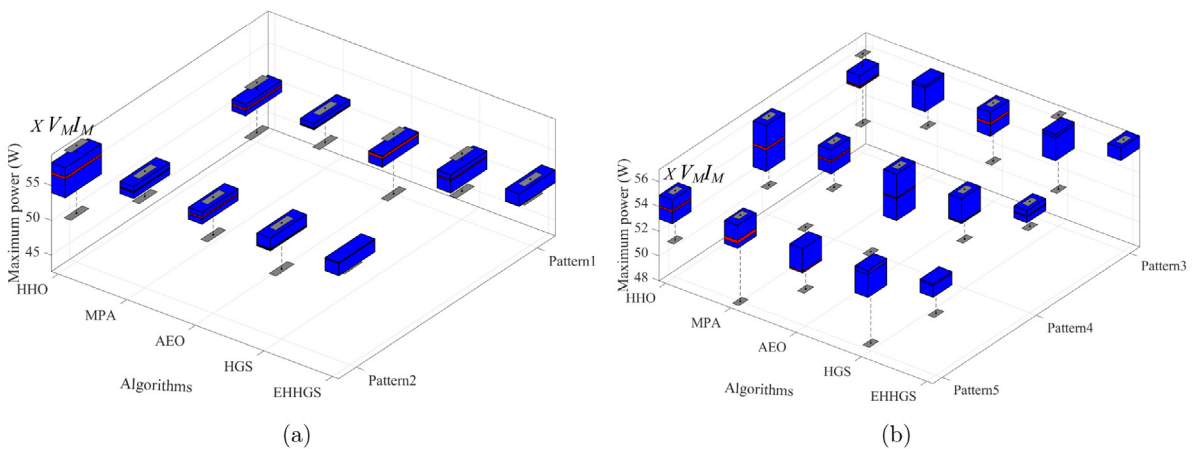 X V_M I_M
Maximum power (W)
55
50
45
HHO
MPA
AEO
HGS
EHHGS
Algorithms
Pattern1
Pattern2
(a)
X V_M I_M
Maximum power (W)
56
54
52
50
48
HHO
MPA
AEO
HGS
EHHGS
Algorithms
Pattern3
Pattern4
Pattern5
(b)